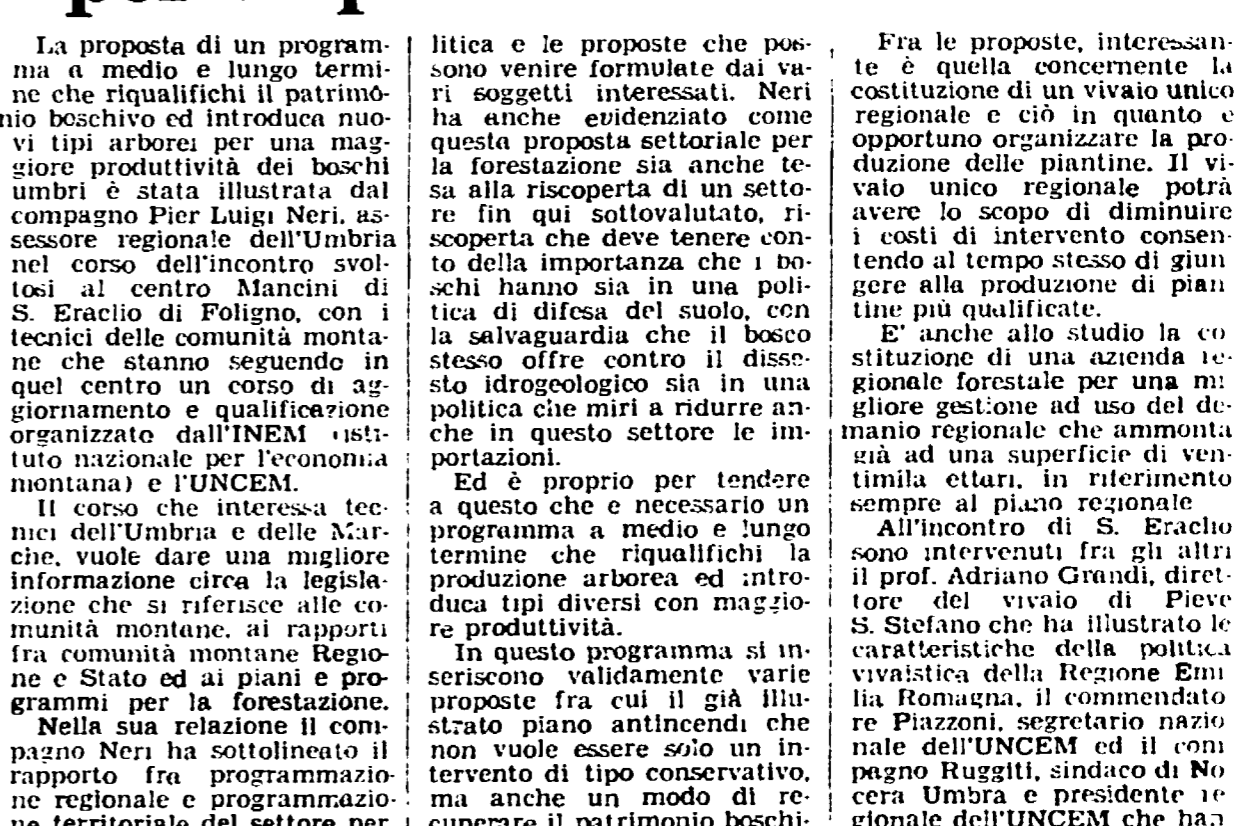 La proposta di un program-
ma a medio e lungo termi-
ne che riqualifichi il patrimo-
nio boschivo ed introduca nuo-
vi tipi arborei per una mag-
giore produttività dei boschi
umbri è stata illustrata dal
compagno Pier Luigi Neri, as-
sessore regionale dell'Umbria
nel corso dell'incontro svol-
tosi al centro Mancini di
S. Eraclio di Foligno, con i
tecnici delle comunità monta-
ne che stanno seguendo in
quel centro un corso di ag-
giornamento e qualificazione
organizzato dall'INEM (isti-
tuto nazionale per l'economia
montana) e l'UNCEM.
Il corso che interessa tec-
nici dell'Umbria e delle Mar-
che, vuole dare una migliore
informazione circa la legisla-
zione che si riferisce alle co-
munità montane, ai rapporti
fra comunità montane Regio-
ne e Stato ed ai piani e pro-
grammi per la forestazione.
Nella sua relazione il com-
pagno Neri ha sottolineato il
rapporto fra programmazio-
ne regionale e programmazio-
ne territoriale del settore per
litica e le proposte che pos-
sono venire formulate dai va-
ri soggetti interessati. Neri
ha anche evidenziato come
questa proposta settoriale per
la forestazione sia anche te-
sa alla riscoperta di un setto-
re fin qui sottovalutato, ri-
scoperta che deve tenere con-
to della importanza che i bo-
schi hanno sia in una poli-
tica di difesa del suolo, con
la salvaguardia che il bosco
stesso offre contro il disse-
sto idrogeologico sia in una
politica che miri a ridurre an-
che in questo settore le im-
portazioni.
Ed è proprio per tendere
a questo che e necessario un
programma a medio e lungo
termine che riqualifichi la
produzione arborea ed intro-
duca tipi diversi con maggio-
re produttività.
In questo programma si in-
seriscono validamente varie
proposte fra cui il già illu-
strato piano antincendi che
non vuole essere solo un in-
tervento di tipo conservativo,
ma anche un modo di re-
cuperare il patrimonio boschi-
Fra le proposte, interessan-
te è quella concernente la
costituzione di un vivaio unico
regionale e ciò in quanto e
opportuno organizzare la pro-
duzione delle piantine. Il vi-
vaio unico regionale potrà
avere lo scopo di diminuire
i costi di intervento consen-
tendo al tempo stesso di giun
gere alla produzione di pian
tine più qualificate.
E' anche allo studio la co
stituzione di una azienda re-
gionale forestale per una mi
gliore gestione ad uso del de-
manio regionale che ammonta
già ad una superficie di ven-
timila ettari, in riferimento
sempre al piano regionale
All'incontro di S. Eraclio
sono intervenuti fra gli altri
il prof. Adriano Grandi, diret-
tore del vivaio di Pieve
S. Stefano che ha illustrato le
caratteristiche della politica
vivaistica della Regione Emi
lia Romagna, il commendato
re Piazzoni, segretario nazio
nale dell'UNCEM ed il com
pagno Ruggiti, sindaco di No
cera Umbra e presidente re
gionale dell'UNCEM che han